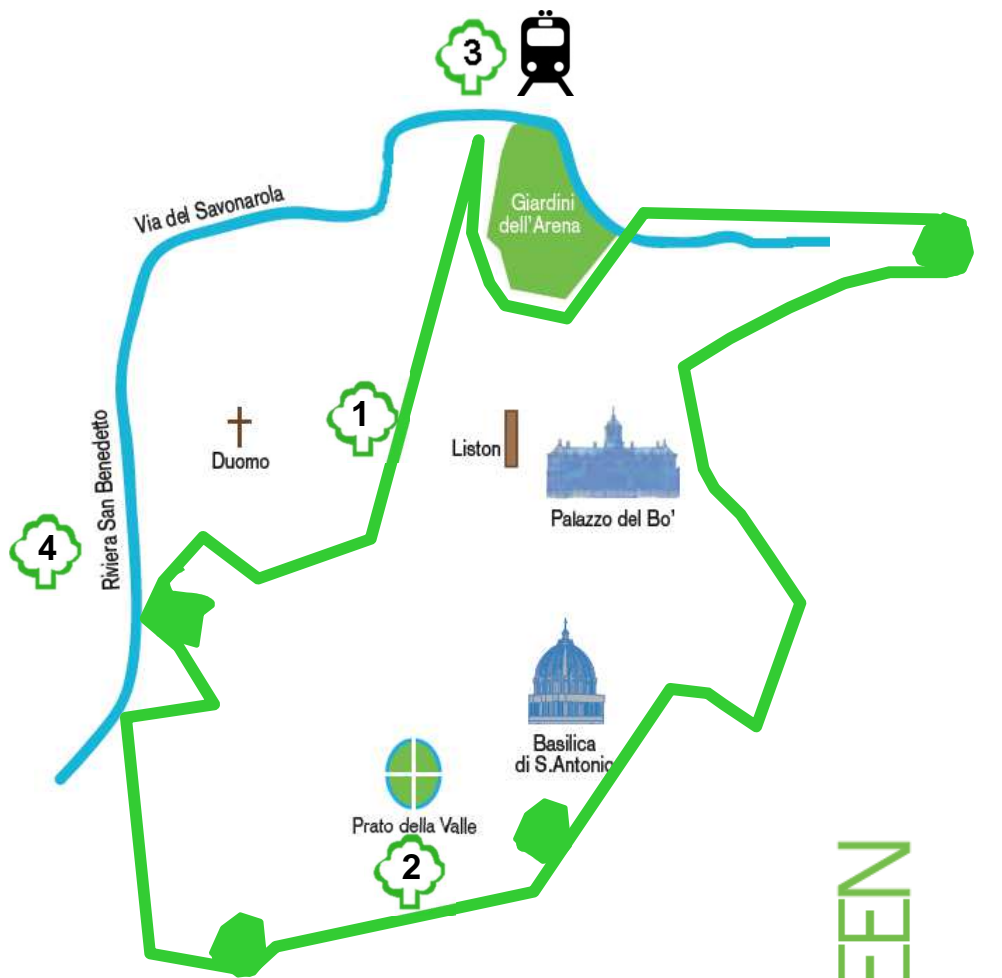 3
Via del Savonarola
Giardini
dell'Arena
1
Duomo
Liston
Palazzo del Bo'
Riviera San Benedetto
4
Basilica
di S.Antonio
Prato della Valle
2
EEN